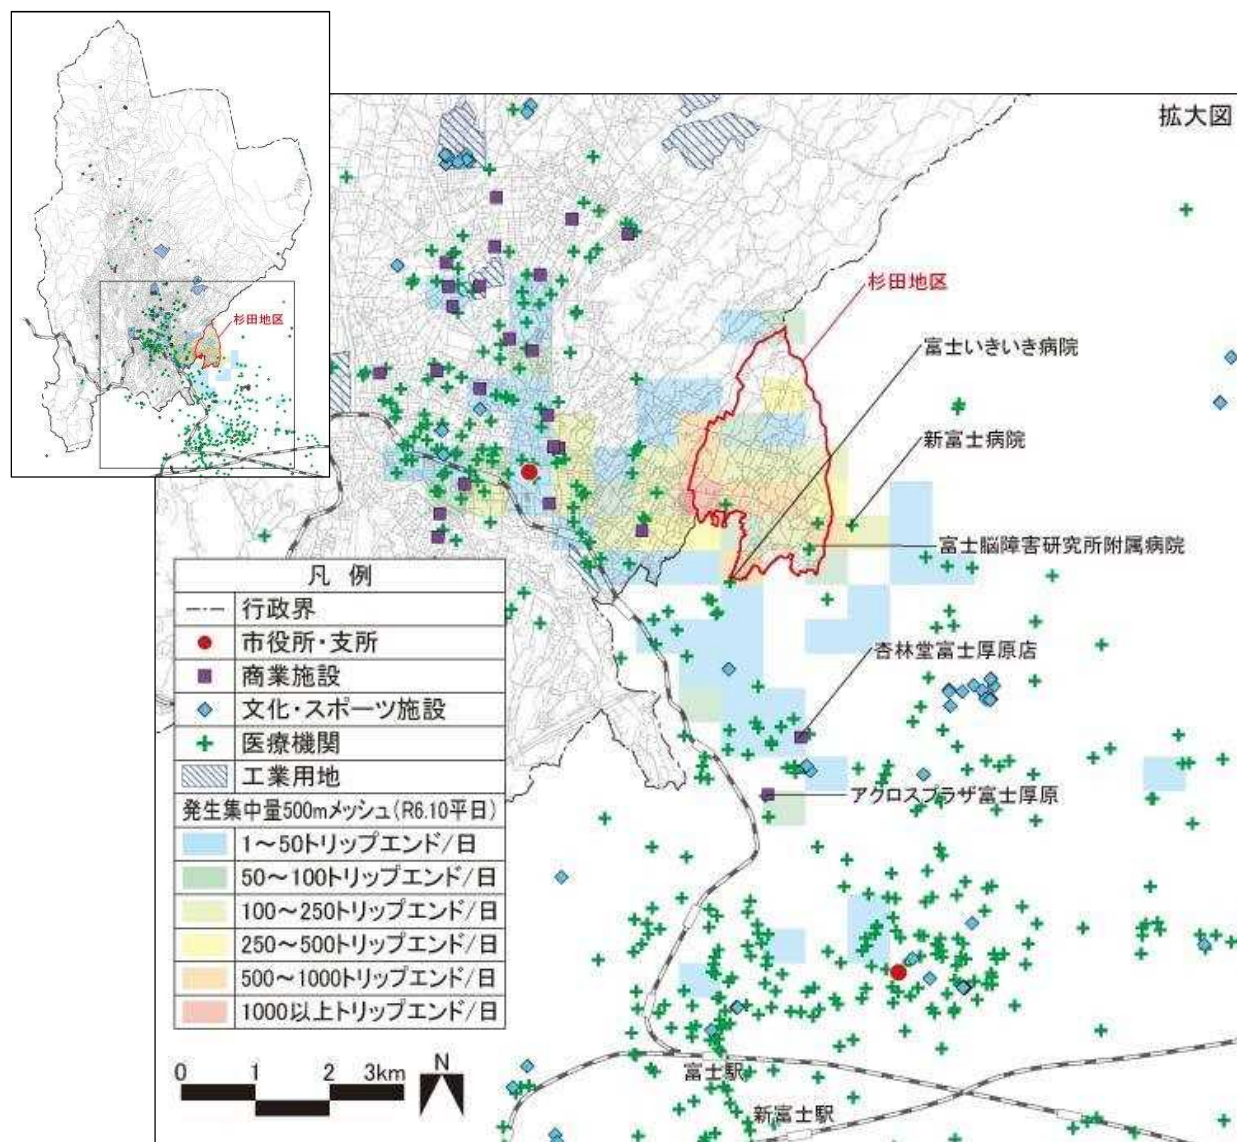 拡大図
杉田地区
杉田地区
富士いきいき病院
新富士病院
富士脳障害研究所附属病院
杏林堂富士厚原店
アクロスプラザ富士厚原
凡 例
行政界
市役所・支所
商業施設
文化・スポーツ施設
医療機関
工業用地
発生集中量500mメッシュ(R6.10平日)
1～50トリップエンド/日
50～100トリップエンド/日
100～250トリップエンド/日
250～500トリップエンド/日
500～1000トリップエンド/日
1000以上トリップエンド/日
0 1 2 3km
N
富士駅
新富士駅